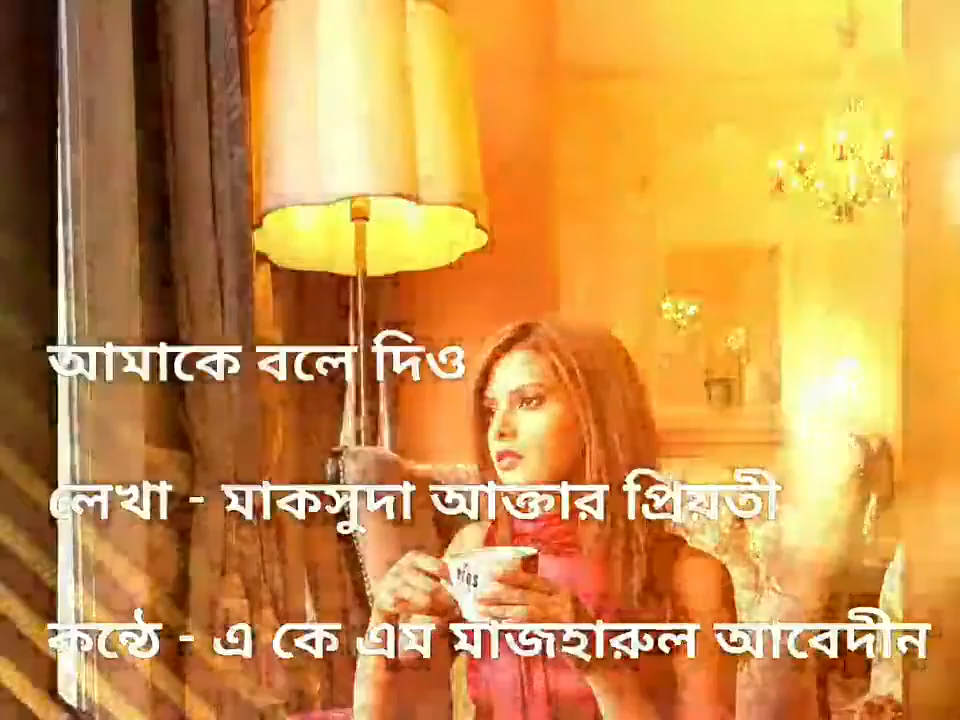 আমাকে বলে দিও
লেখা - মাকসুদা আক্তার প্রিয়তী
কন্ঠে - এ কে এম মাজহারুল আবেদীন